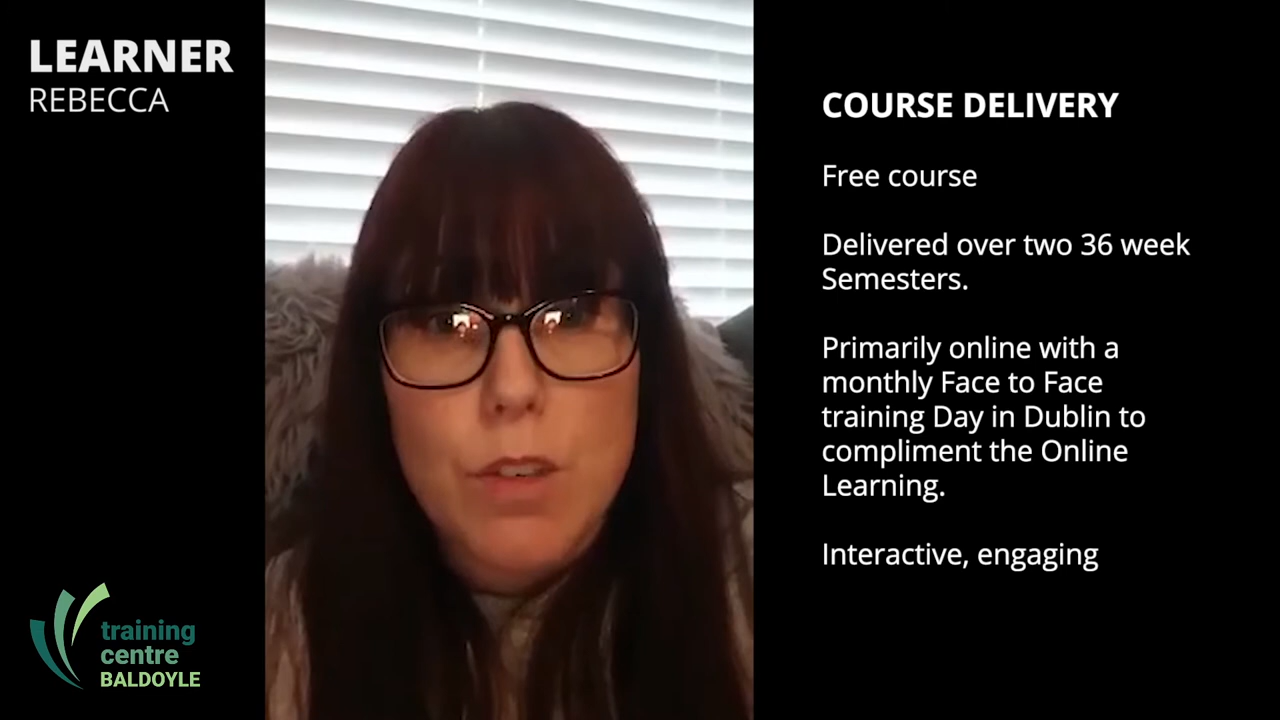 LEARNER
REBECCA
COURSE DELIVERY
Free course
Delivered over two 36 week
Semesters.
Primarily online with a
monthly Face to Face
training Day in Dublin to
compliment the Online
Learning.
Interactive, engaging
training
centre
BALDOYLE